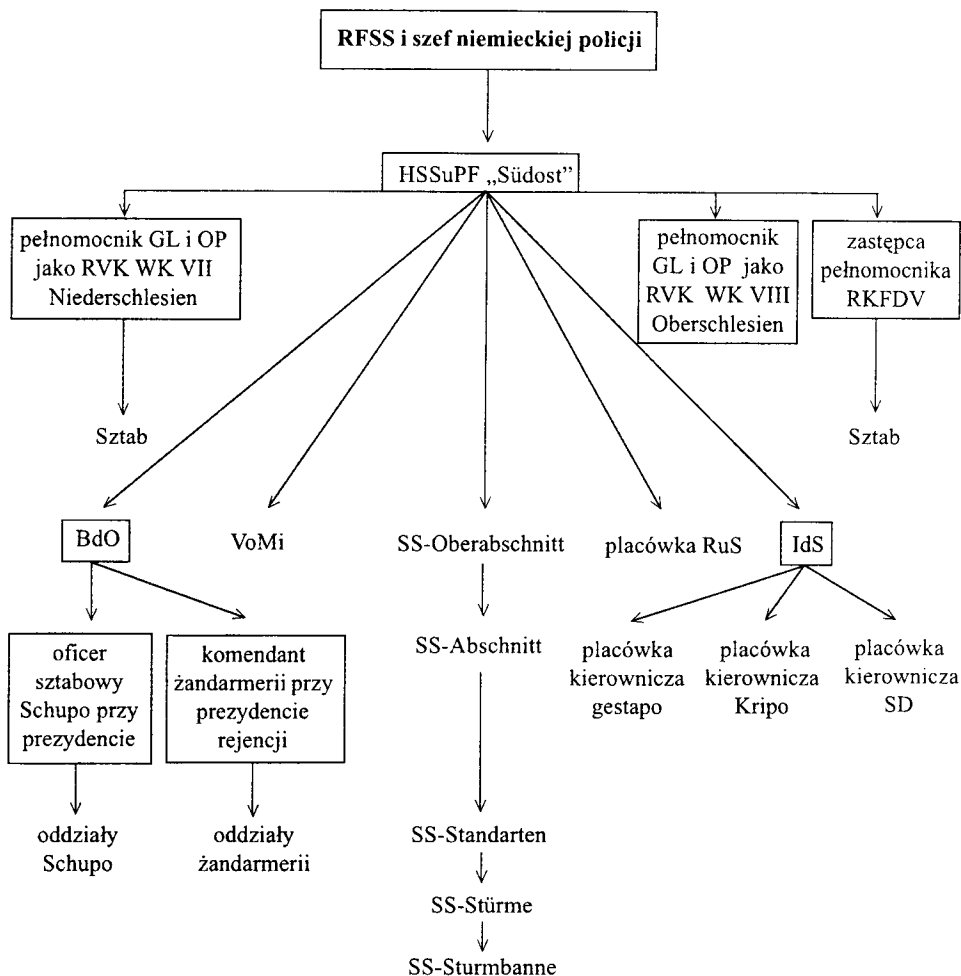 RFSS i szef niemieckiej policji
HSSuPF „Südost”
pełnomocnik GL i OP
jako RVK WK VII
Niederschlesien
pełnomocnik
GL i OP jako
RVK WK VIII
Oberschlesien
zastępca
pełnomocnika
RKFDV
Sztab
Sztab
BdO
VoMi
SS-Oberabschnitt
placówka RuS
IdS
oficer
sztabowy
Schupo przy
prezydencie
komendant
żandarmerii przy
prezydencie
rejencji
SS-Abschnitt
placówka
kierownicza
gestapo
placówka
kierownicza
Kripo
placówka
kierownicza
SD
oddziały
Schupo
oddziały
żandarmerii
SS-Standarten
SS-Stürme
SS-Sturmbanne